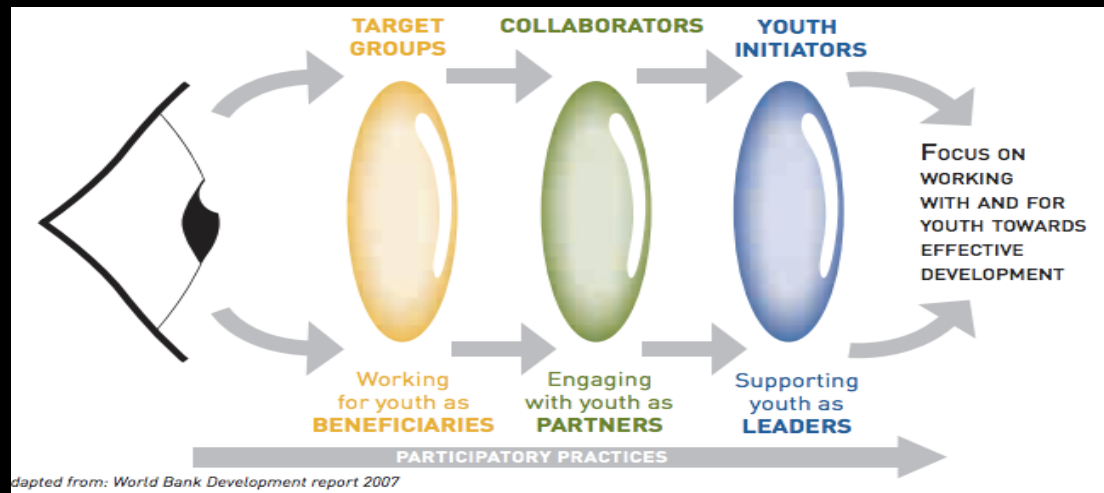 TARGET
GROUPS
COLLABORATORS
YOUTH
INITIATORS
FOCUS ON
WORKING
WITH AND FOR
YOUTH TOWARDS
EFFECTIVE
DEVELOPMENT
Working
for youth as
BENEFICIARIES
Engaging
with youth as
PARTNERS
Supporting
youth as
LEADERS
PARTICIPATORY PRACTICES
dapted from: World Bank Development report 2007